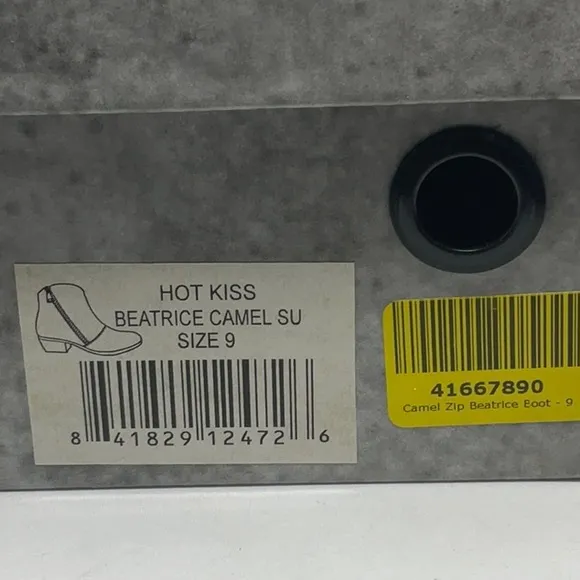 HOT KISS
BEATRICE CAMEL SU
SIZE 9
8 41829 12472 6
41667890
Camel Zip Beatrice Boot - 9